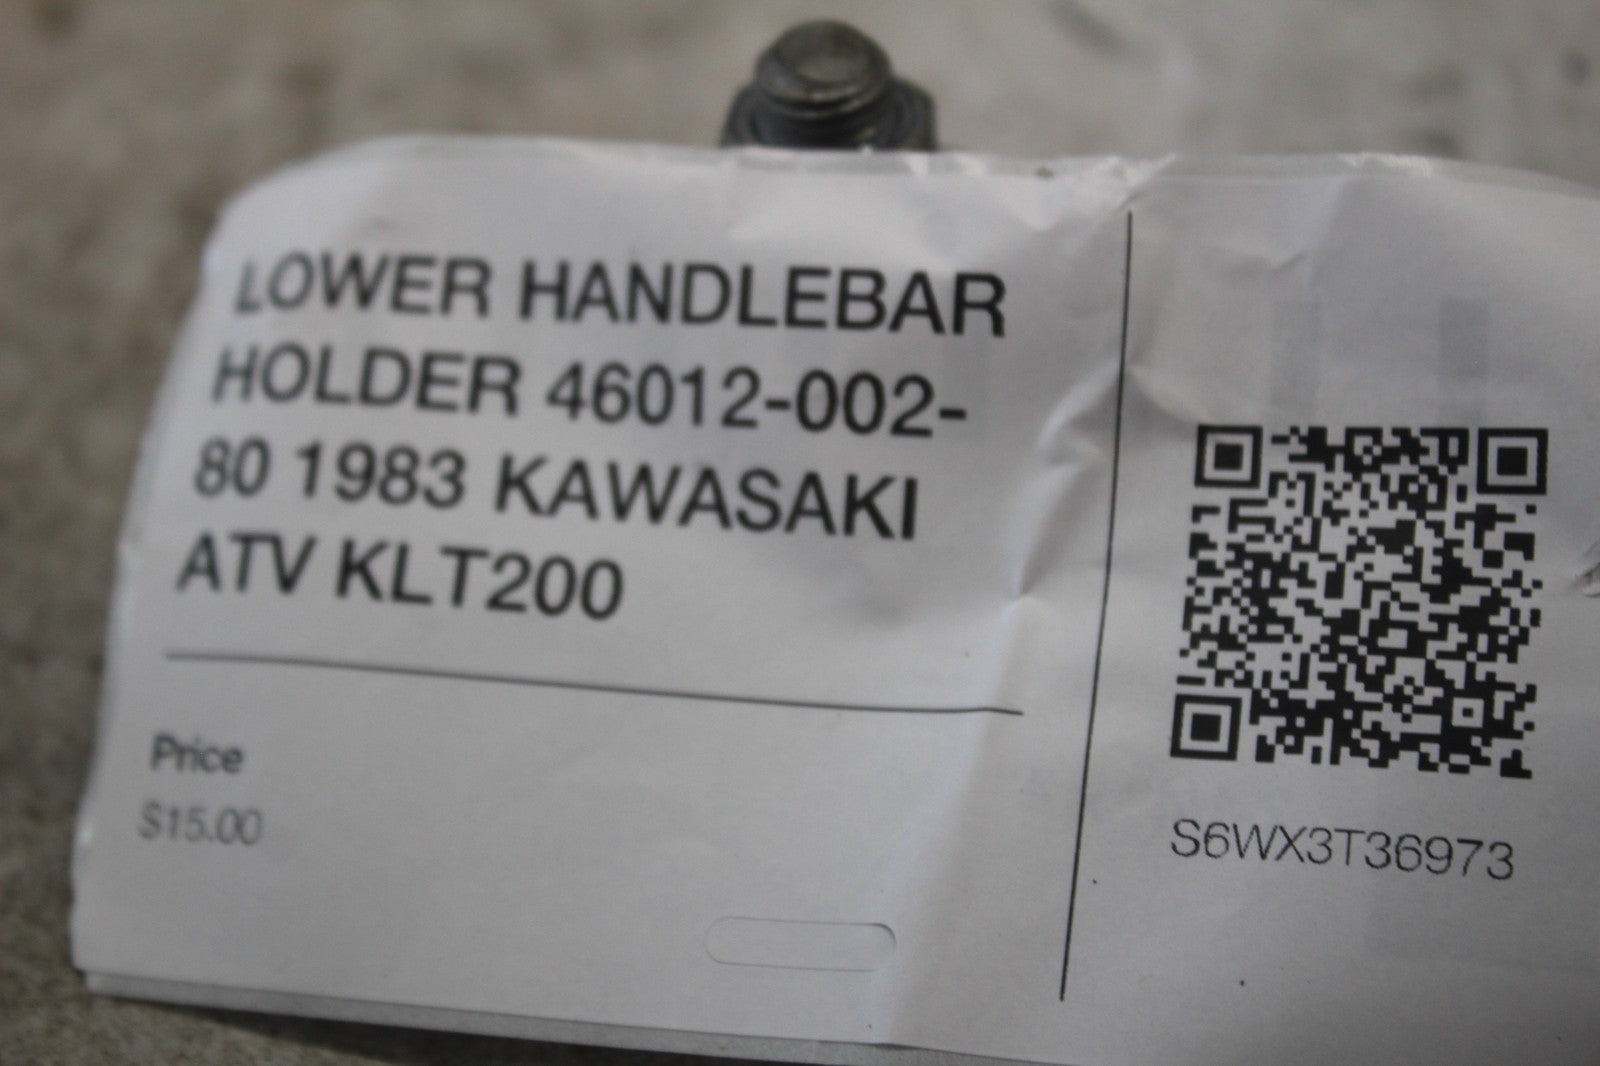 LOWER HANDLEBAR
HOLDER 46012-002-
80 1983 KAWASAKI
ATV KLT200
Price
$15.00
S6WX3T36973